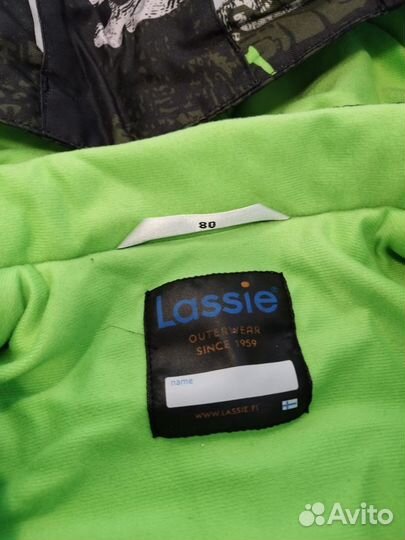 80
Lassie®
OUTERWEAR
SINCE 1959
name
WWW.LASSIE.FI
Avito